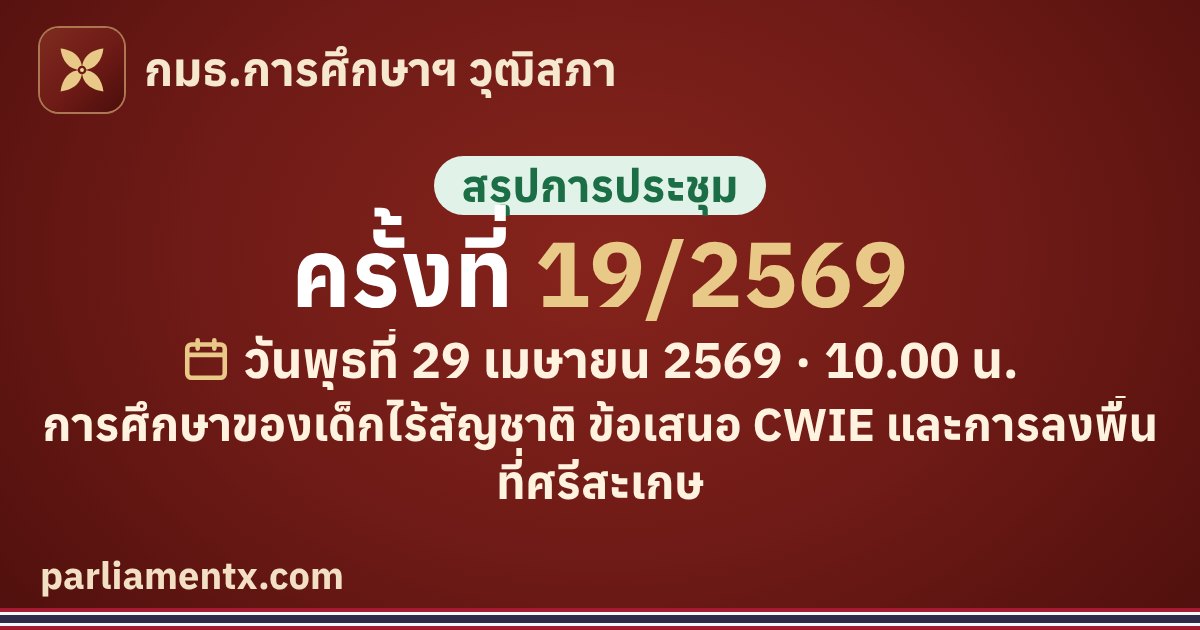 กมธ.การศึกษาฯ วุฒิสภา
สรุปการประชุม
ครั้งที่ 19/2569
วันพุธที่ 29 เมษายน 2569 · 10.00 น.
การศึกษาของเด็กไร้สัญชาติ ข้อเสนอ CWIE และการลงพื้น
ที่ศรีสะเกษ
parliamentx.com